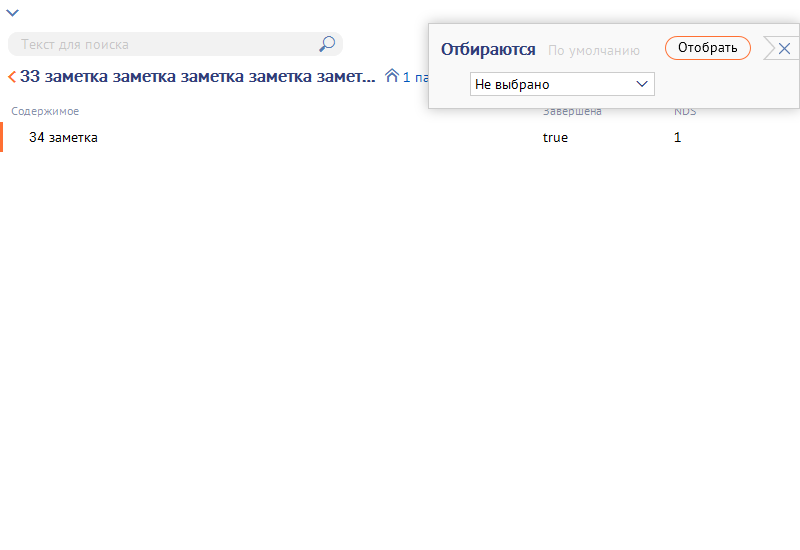 Текст для поиска
Отбираются По умолчанию Отобрать
33 заметка заметка заметка заметка замет... 1 па
Не выбрано
Содержимое Завершена NDS
34 заметка true 1